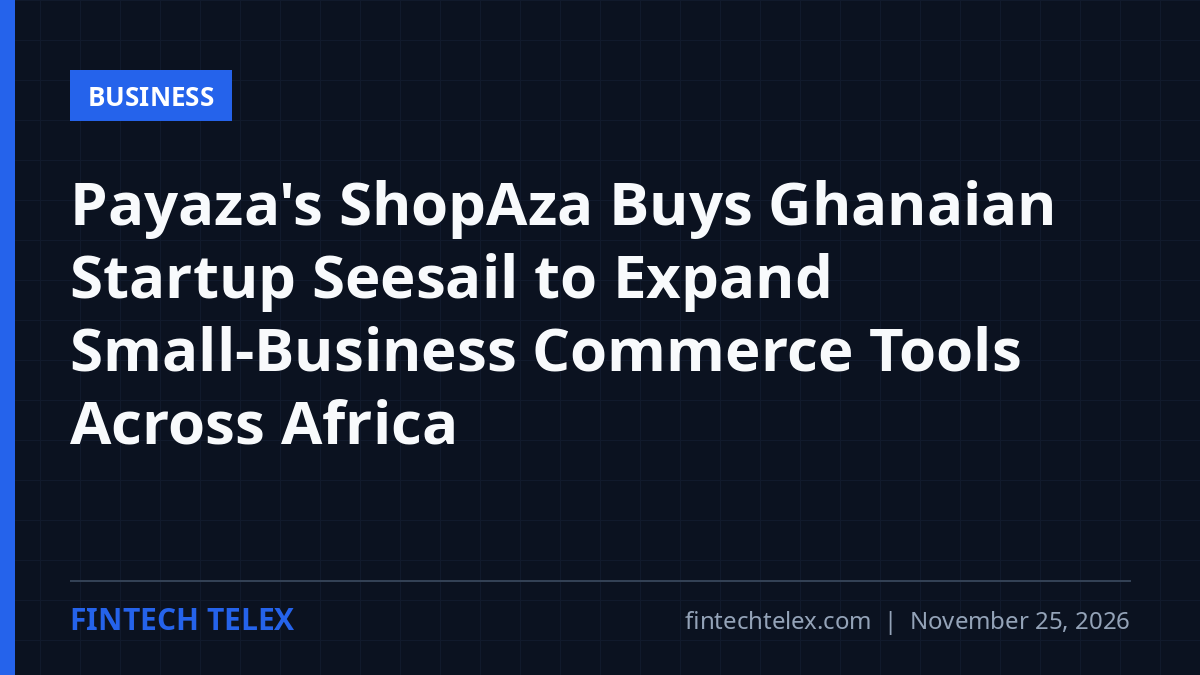 BUSINESS
Payaza's ShopAza Buys Ghanaian
Startup Seesail to Expand
Small-Business Commerce Tools
Across Africa
FINTECH TELEX
fintechtelex.com | November 25, 2026